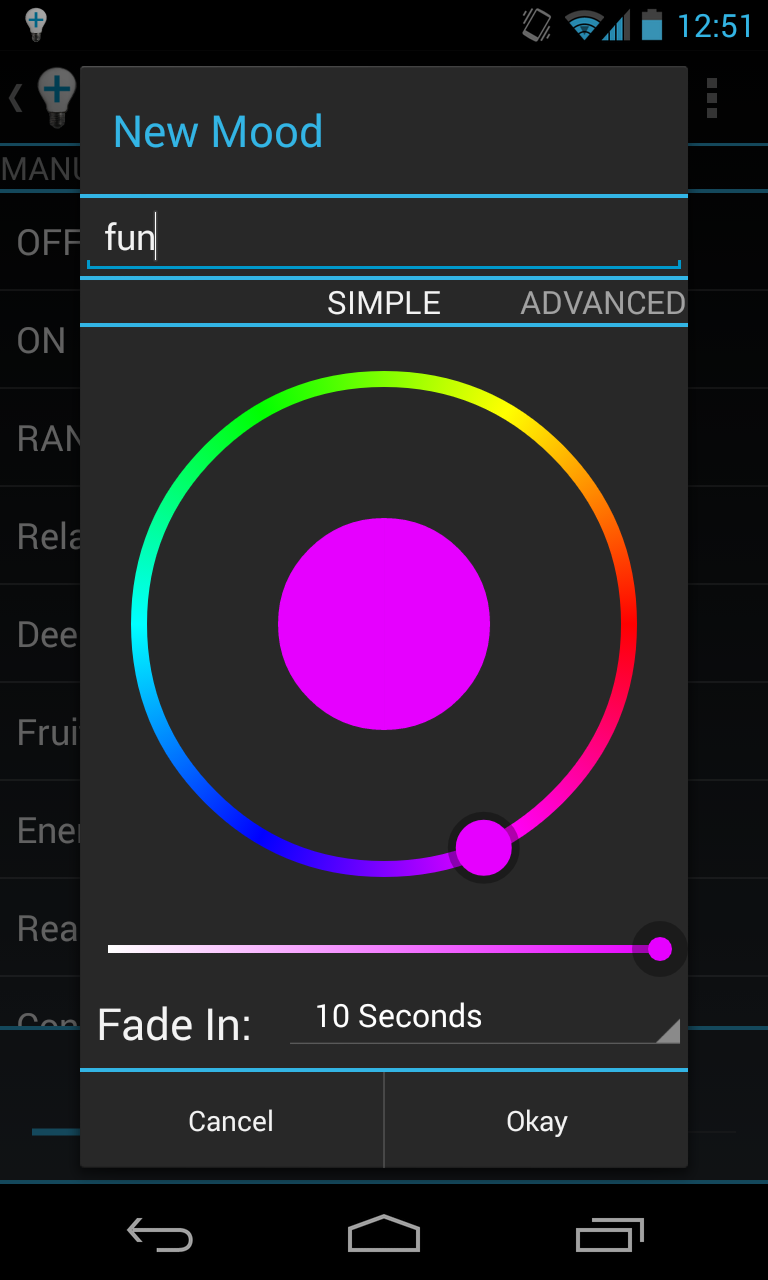 12:51
New Mood
MANU
fun
SIMPLE ADVANCED
OFF
ON
RAN
Rela
Dee
Frui
Ener
Rea
Con
Fade In: 10 Seconds
Cancel Okay